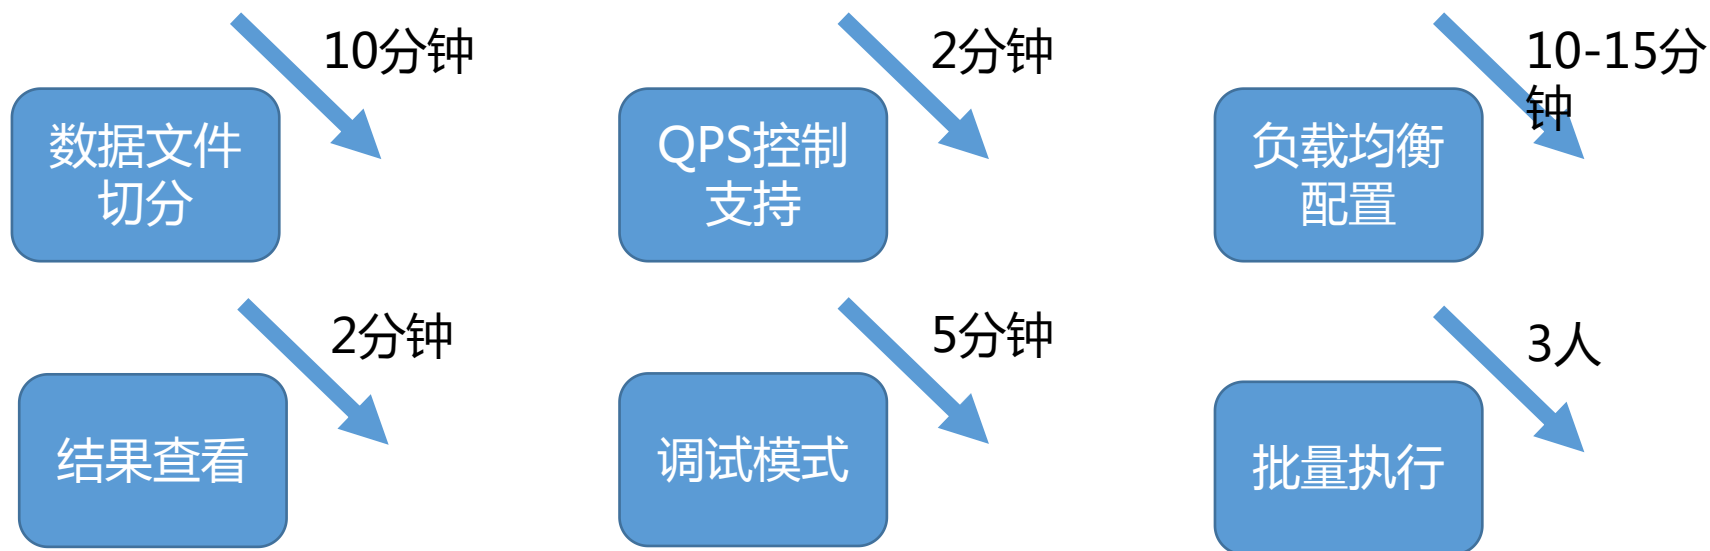 10分钟
数据文件
切分
2分钟
QPS控制
支持
10-15分
钟
负载均衡
配置
2分钟
结果查看
5分钟
调试模式
3人
批量执行